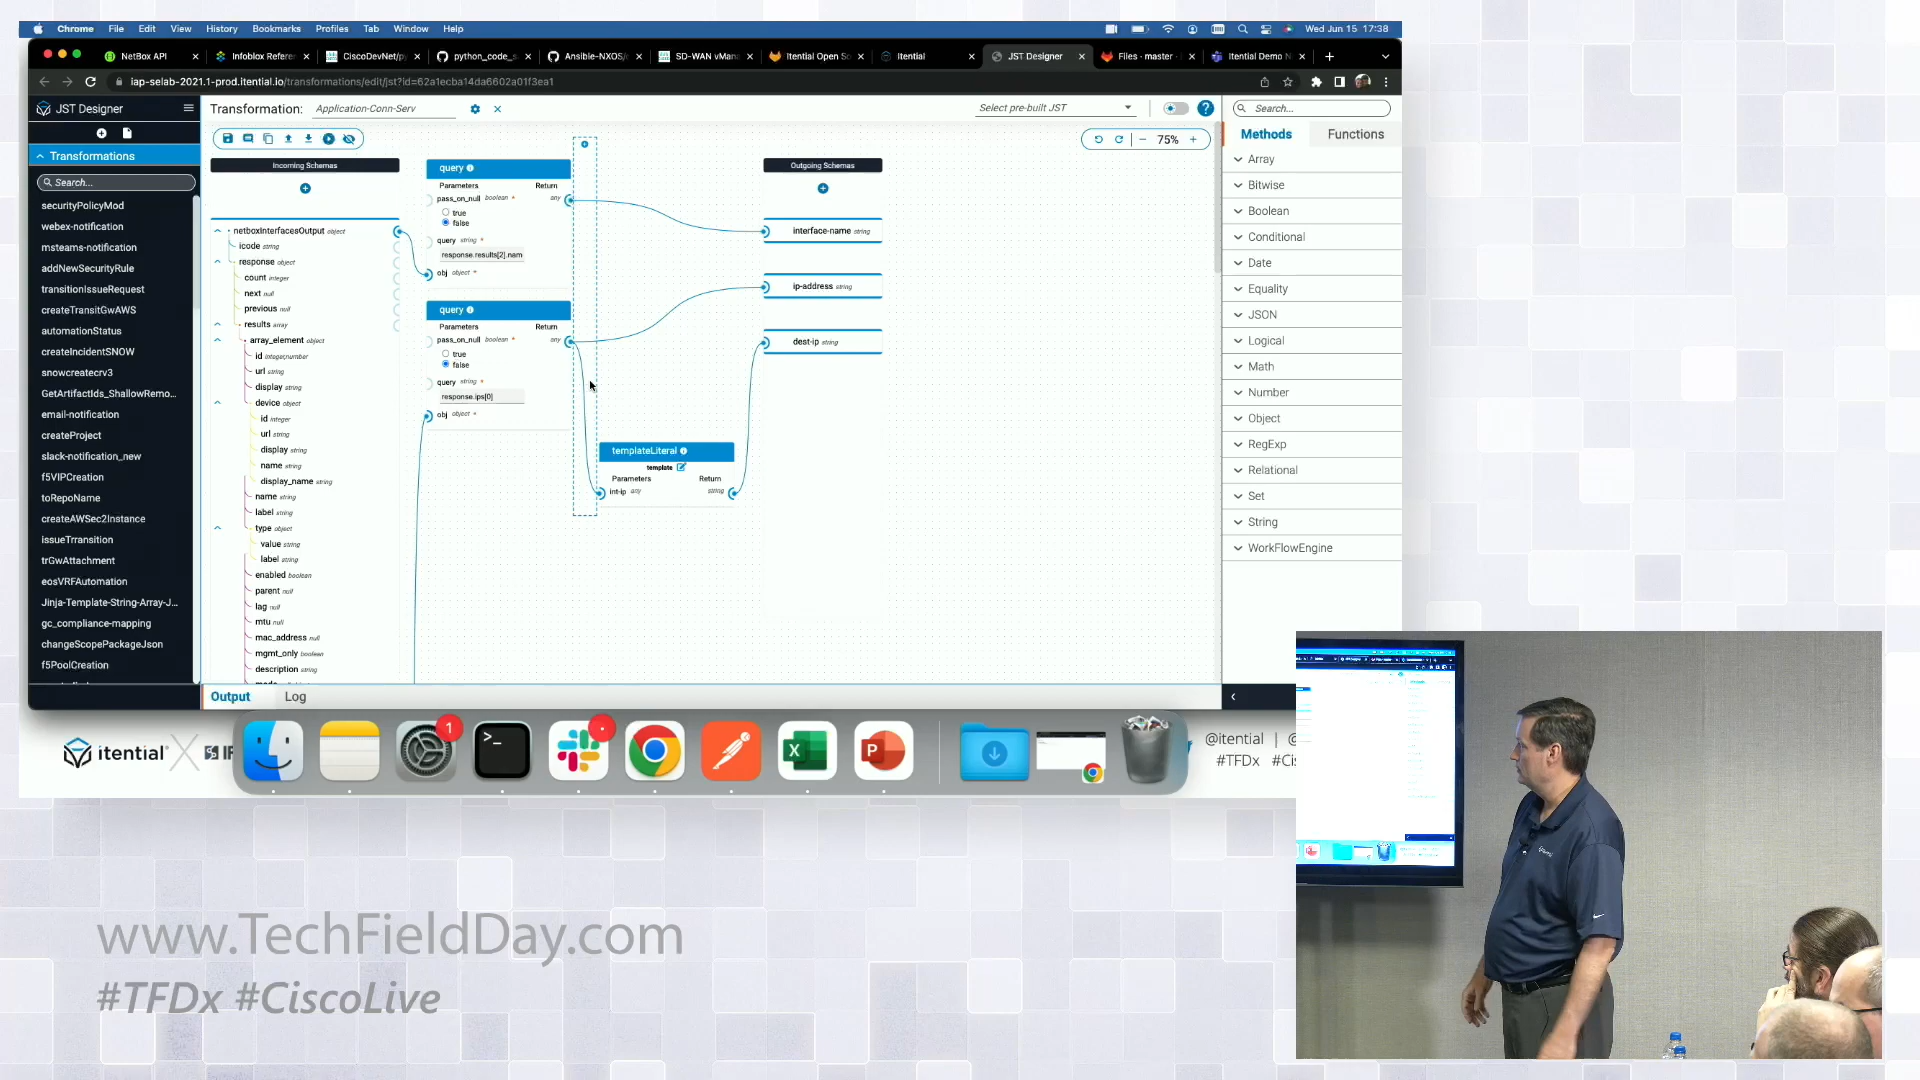 Chrome File Edit View History Bookmarks Profiles Tab Window Help Wed Jun 15 17:38
NetBox API Infoblox Refere CiscoDevNet/py python_code_s Ansible-NXOS/ SD-WAN vMana Itential Open So Itential JST Designer Files · master · Itential Demo N
iap-selab-2021.1-prod.itential.io/transformations/edit/jst?id=62a1ecba14da6602a01f3ea1
JST Designer
Transformation: Application-Conn-Serv
Select pre-built JST
Search...
Methods Functions
Transformations
Search...
securityPolicyMod
webex-notification
msteams-notification
addNewSecurityRule
transitionIssueRequest
createTransitGwAWS
automationStatus
createIncidentSNOW
snowcreatecrv3
GetArtifactIds_ShallowRemo...
email-notification
createProject
slack-notification_new
f5VIPCreation
toRepoName
createAWSec2Instance
issueTrransition
trGwAttachment
eosVRFAutomation
Jinja-Template-String-Array-J...
gc_compliance-mapping
changeScopePackageJson
f5PoolCreation
75%
Incoming Schemas
netboxInterfacesOutput object
icode string
response object
count integer
next null
previous null
results array
array_element object
id integer,number
url string
display string
device object
id integer
url string
display string
name string
display_name string
name string
label string
type object
value string
label string
enabled boolean
parent null
lag null
mtu null
mac_address null
mgmt_only boolean
description string
query
Parameters Return
pass_on_null boolean * any
true
false
query string *
response.results[2].nam
obj object *
query
Parameters Return
pass_on_null boolean * any
true
false
query string *
response.ips[0]
obj object *
templateLiteral
template
Parameters Return
int-ip any string
Outgoing Schemas
interface-name string
ip-address string
dest-ip string
Array
Bitwise
Boolean
Conditional
Date
Equality
JSON
Logical
Math
Number
Object
RegExp
Relational
Set
String
WorkFlowEngine
Output Log
itential
1
@itential | @
#TFDx #Cis
www.TechFieldDay.com
#TFDx #CiscoLive